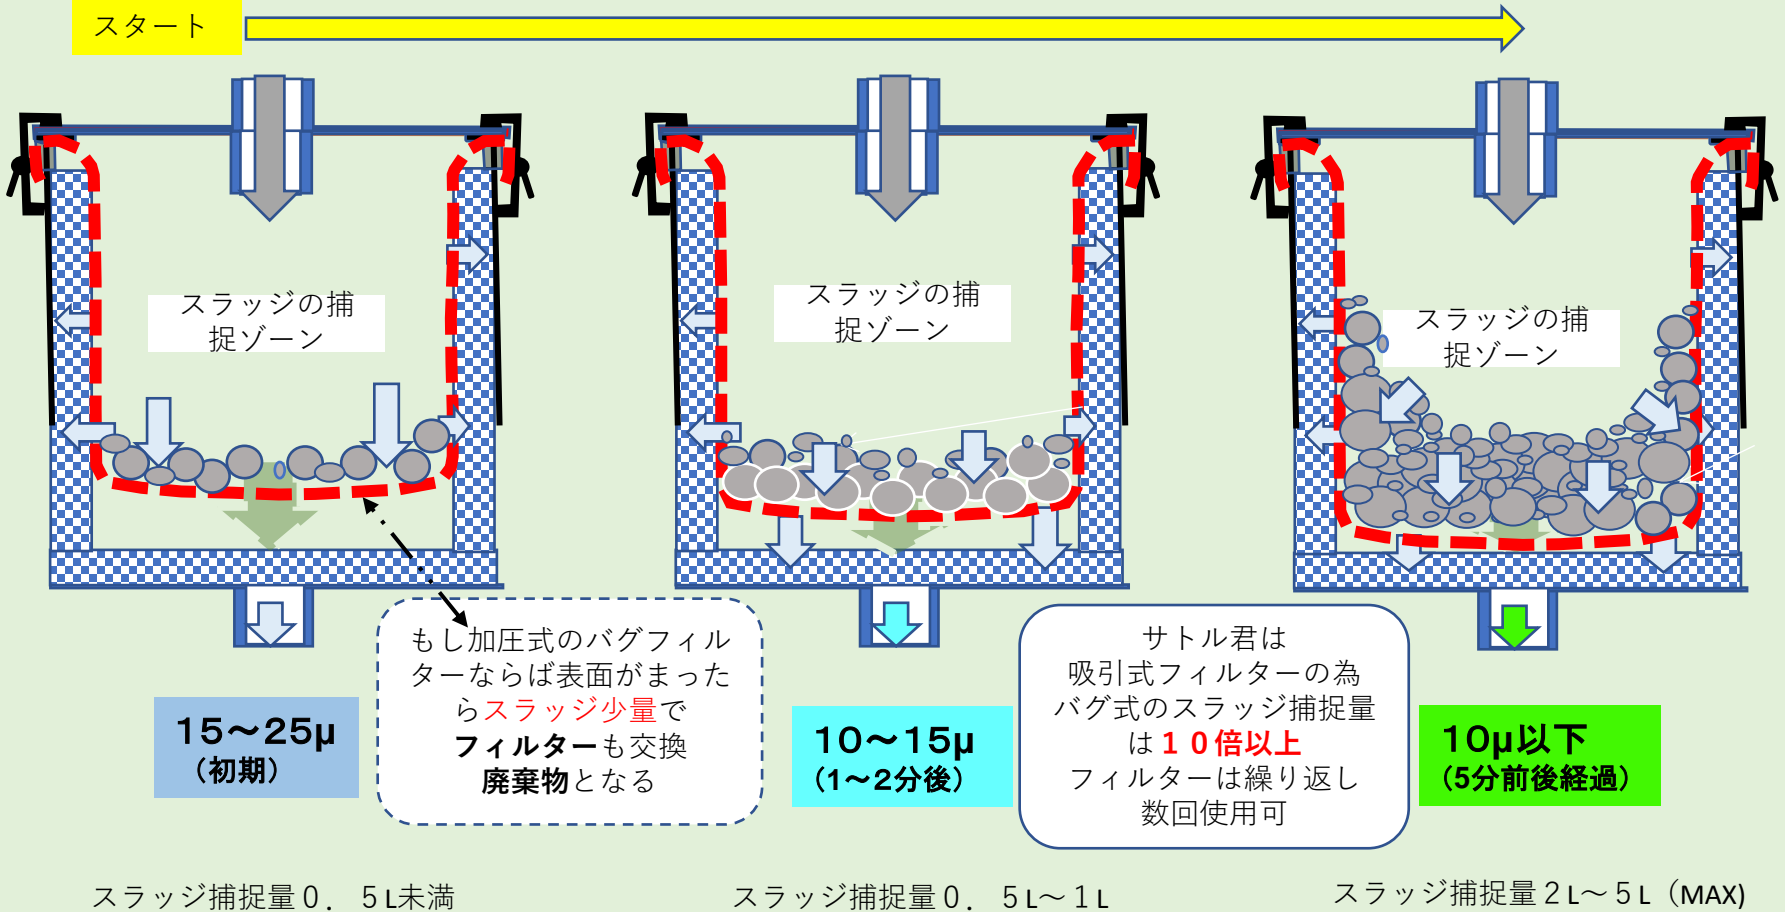 スタート
スラッジの捕
捉ゾーン
スラッジの捕
捉ゾーン
スラッジの捕
捉ゾーン
もし加圧式のバグフィル
ターならば表面がまった
らスラッジ少量で
フィルターも交換
廃棄物となる
サトル君は
吸引式フィルターの為
バグ式のスラッジ捕捉量
は１０倍以上
フィルターは繰り返し
数回使用可
15～25μ
（初期）
10～15μ
（1～2分後）
10μ以下
（5分前後経過）
スラッジ捕捉量０．５L未満
スラッジ捕捉量０．５L～１L
スラッジ捕捉量２L～５L（MAX)